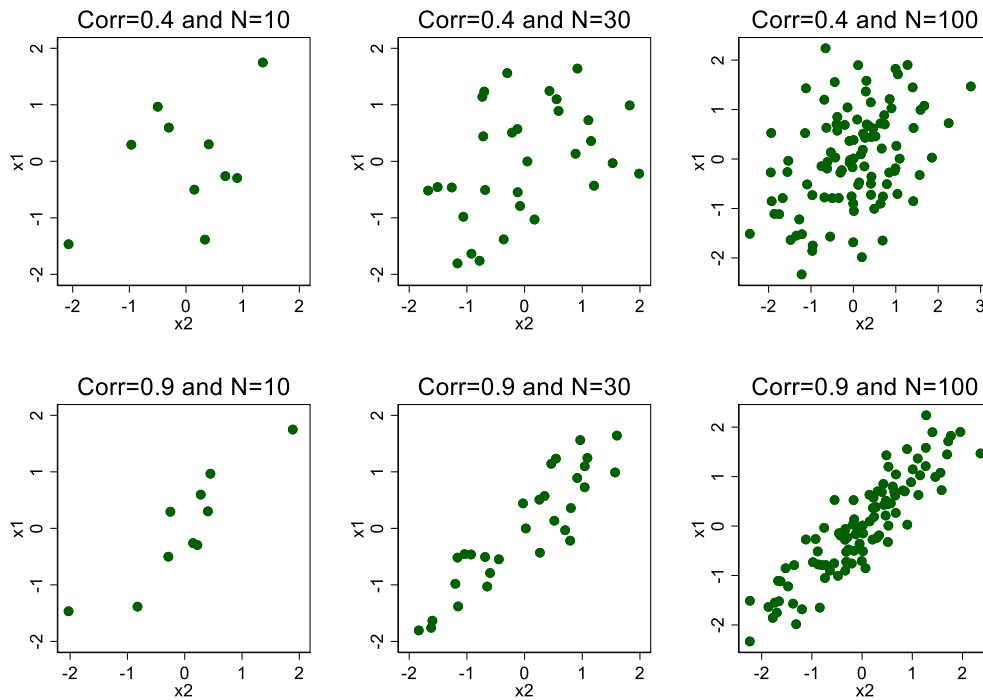 Corr=0.4 and N=10
2
1
0
-1
-2
x1
-2 -1 0 1 2
x2
Corr=0.4 and N=30
2
1
0
-1
-2
x1
-2 -1 0 1 2
x2
Corr=0.4 and N=100
2
1
0
-1
-2
x1
-2 -1 0 1 2 3
x2
Corr=0.9 and N=10
2
1
0
-1
-2
x1
-2 -1 0 1 2
x2
Corr=0.9 and N=30
2
1
0
-1
-2
x1
-2 -1 0 1 2
x2
Corr=0.9 and N=100
2
1
0
-1
-2
x1
-2 -1 0 1 2
x2